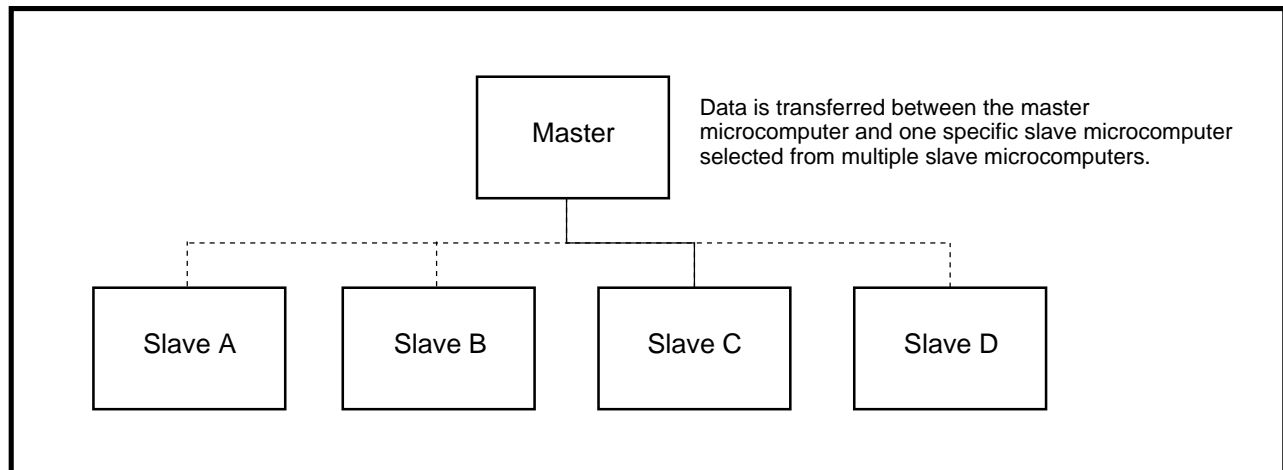 Master
Data is transferred between the master
microcomputer and one specific slave microcomputer
selected from multiple slave microcomputers.
Slave A
Slave B
Slave C
Slave D